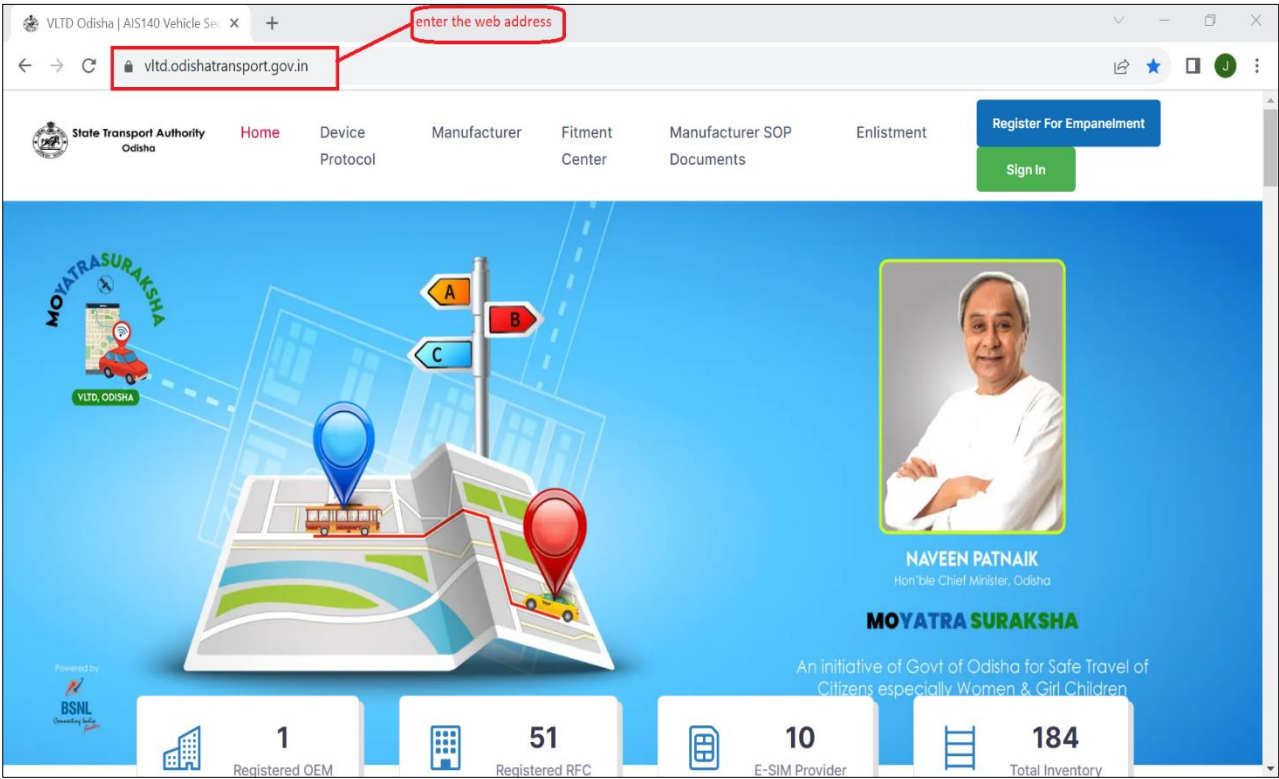 VLTD Odisha | AIS140 Vehicle Sec
enter the web address
vltd.odishatransport.gov.in
J
State Transport Authority
Odisha
Home
Device
Protocol
Manufacturer
Fitment
Center
Manufacturer SOP
Documents
Enlistment
Register For Empanelment
Sign In
MOYATRASURAKSHA
VLTD, ODISHA
A
B
C
NAVEEN PATNAIK
Hon'ble Chief Minister, Odisha
MOYATRA SURAKSHA
An initiative of Govt of Odisha for Safe Travel of
Citizens especially Women & Girl Children
Powered by
BSNL
Connecting India
Faster
1
Registered OEM
51
Registered RFC
10
E-SIM Provider
184
Total Inventory